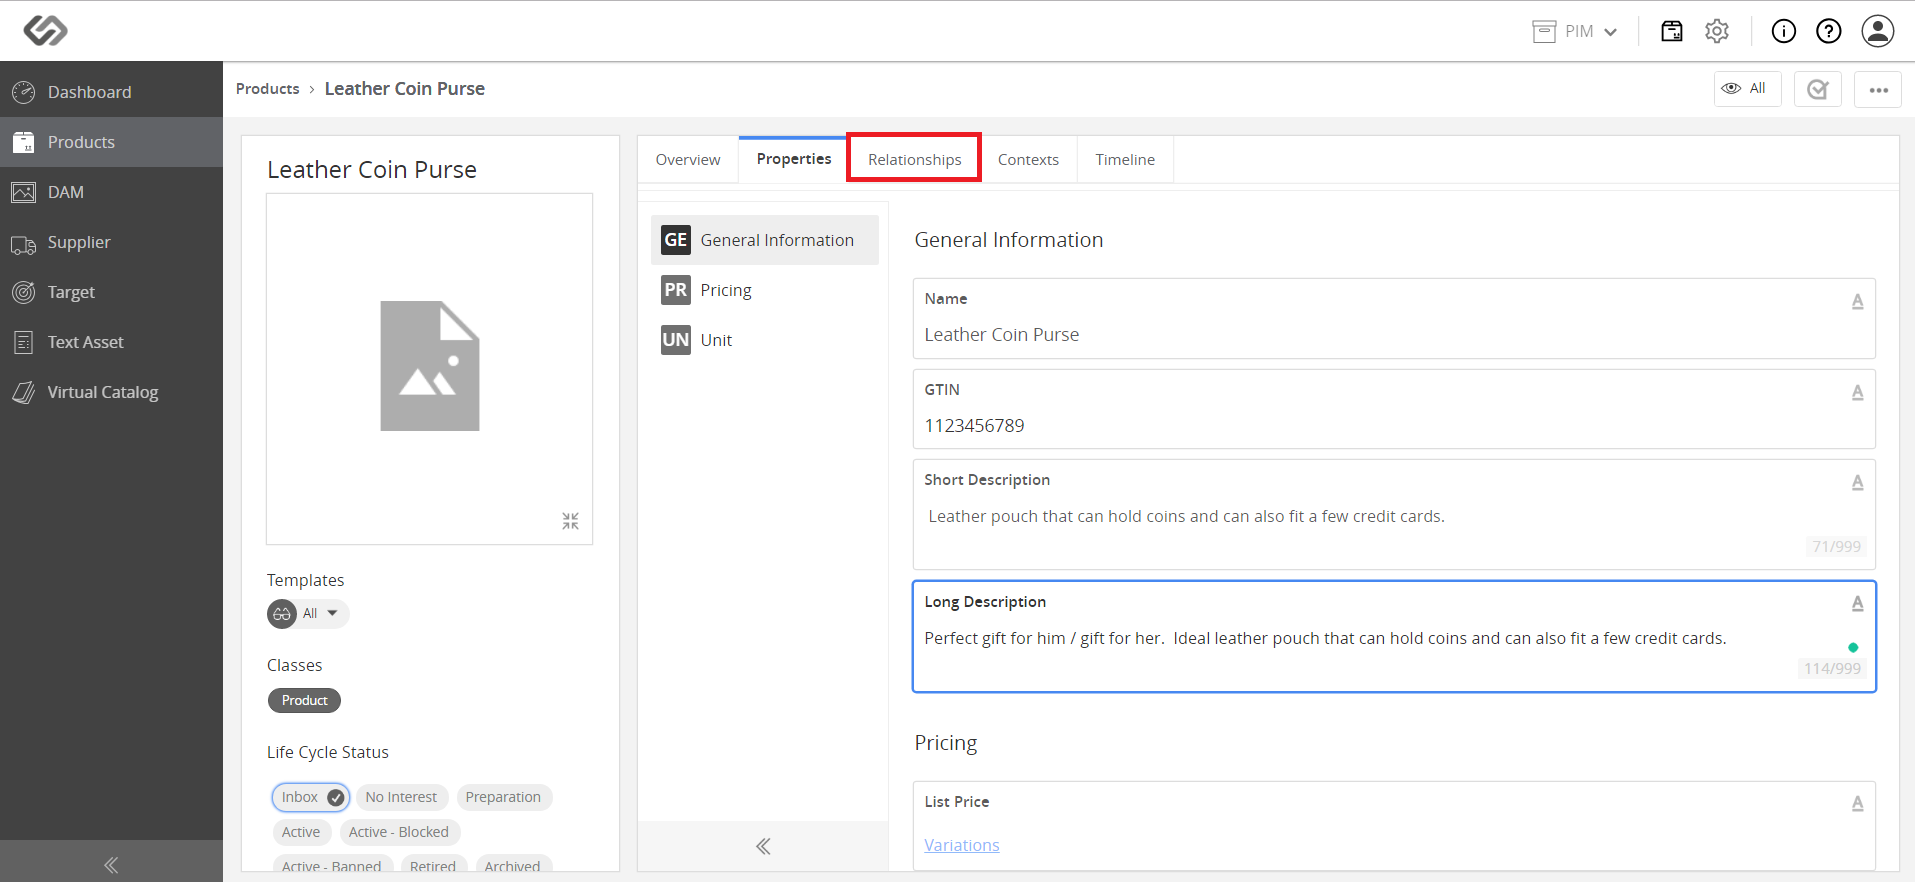 PIM
Dashboard
Products
DAM
Supplier
Target
Text Asset
Virtual Catalog
Products › Leather Coin Purse
All
Leather Coin Purse
Templates
All
Classes
Product
Life Cycle Status
Inbox No Interest Preparation
Active Active - Blocked
Active - Banned Retired Archived
Overview Properties Relationships Contexts Timeline
GE General Information
PR Pricing
UN Unit
General Information
Name
A
Leather Coin Purse
GTIN
A
1123456789
Short Description
A
Leather pouch that can hold coins and can also fit a few credit cards.
71/999
Long Description
A
Perfect gift for him / gift for her.  Ideal leather pouch that can hold coins and can also fit a few credit cards.
114/999
Pricing
List Price
A
Variations